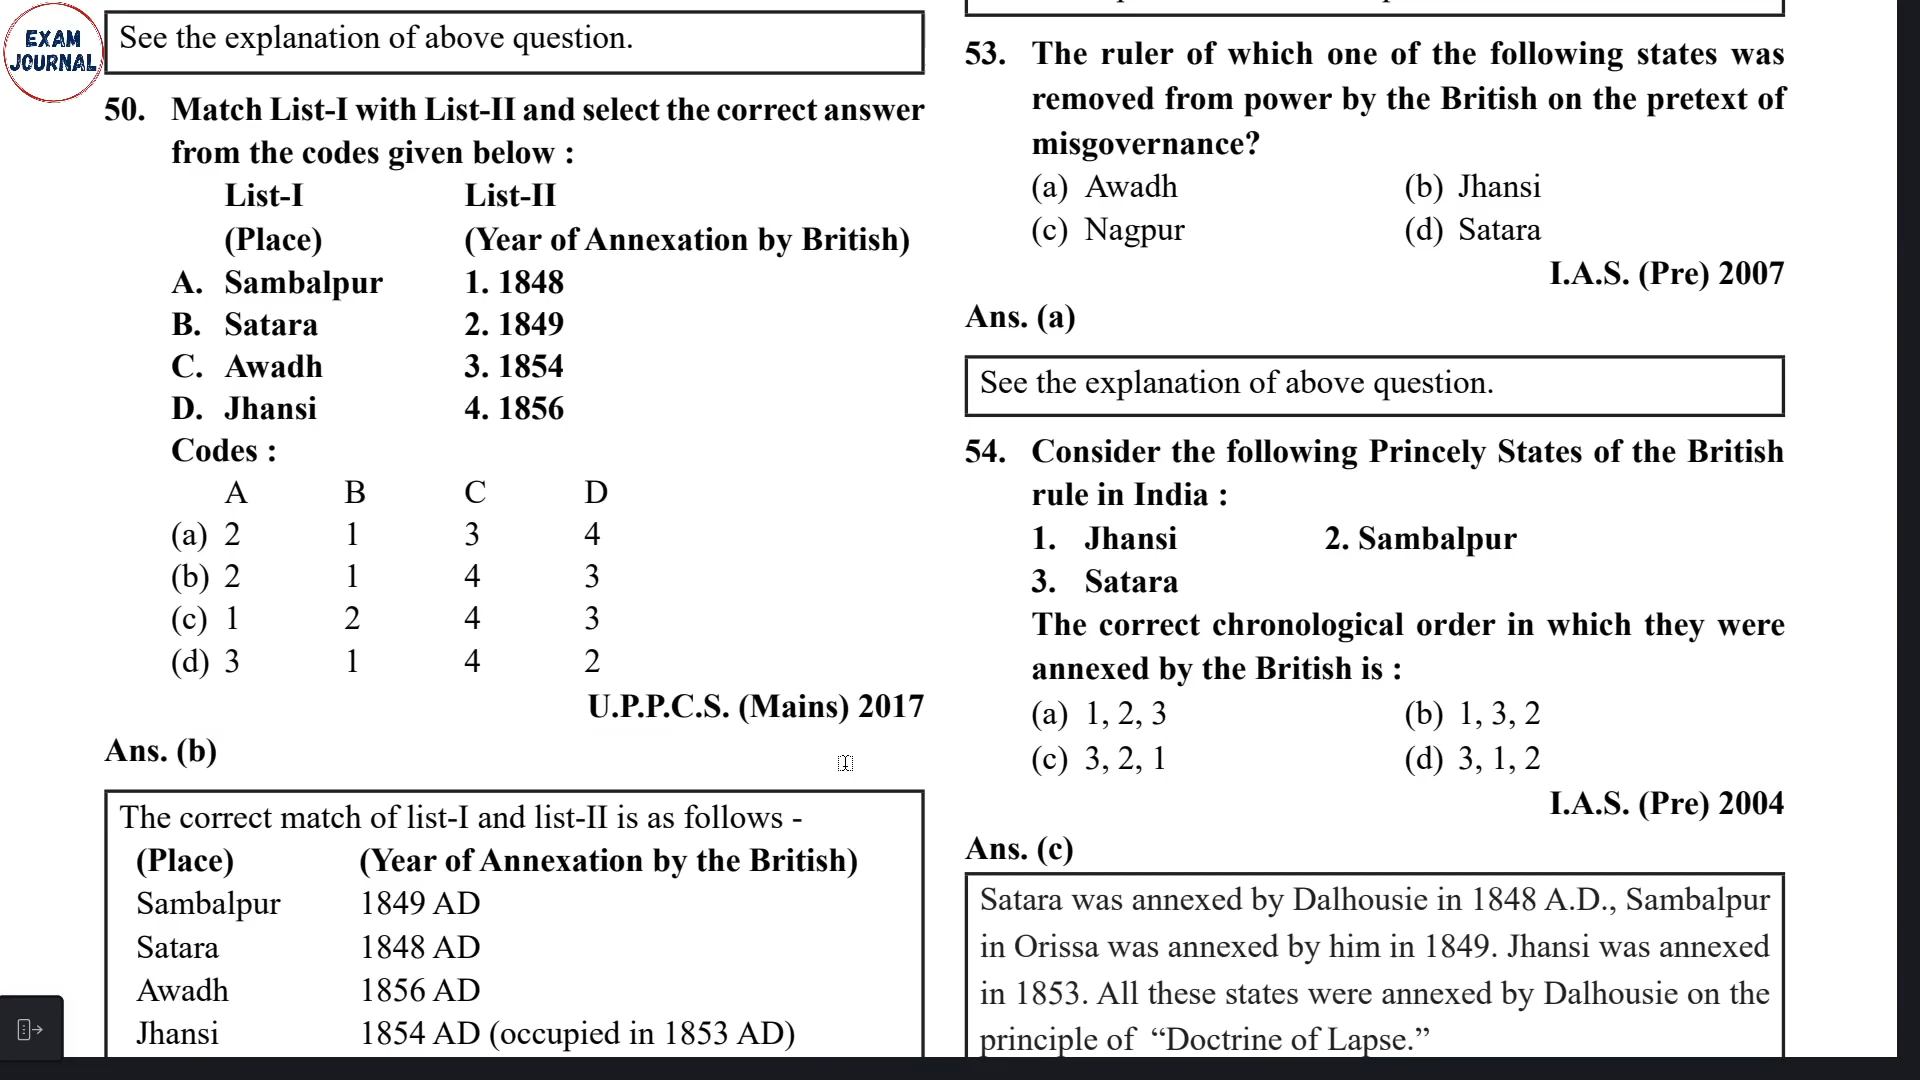 EXAM
JOURNAL
See the explanation of above question.
50. Match List-I with List-II and select the correct answer
from the codes given below :
List-I List-II
(Place) (Year of Annexation by British)
A. Sambalpur 1. 1848
B. Satara 2. 1849
C. Awadh 3. 1854
D. Jhansi 4. 1856
Codes :
A B C D
(a) 2 1 3 4
(b) 2 1 4 3
(c) 1 2 4 3
(d) 3 1 4 2
U.P.P.C.S. (Mains) 2017
Ans. (b)
The correct match of list-I and list-II is as follows -
(Place) (Year of Annexation by the British)
Sambalpur 1849 AD
Satara 1848 AD
Awadh 1856 AD
Jhansi 1854 AD (occupied in 1853 AD)
53. The ruler of which one of the following states was
removed from power by the British on the pretext of
misgovernance?
(a) Awadh (b) Jhansi
(c) Nagpur (d) Satara
I.A.S. (Pre) 2007
Ans. (a)
See the explanation of above question.
54. Consider the following Princely States of the British
rule in India :
1. Jhansi 2. Sambalpur
3. Satara
The correct chronological order in which they were
annexed by the British is :
(a) 1, 2, 3 (b) 1, 3, 2
(c) 3, 2, 1 (d) 3, 1, 2
I.A.S. (Pre) 2004
Ans. (c)
Satara was annexed by Dalhousie in 1848 A.D., Sambalpur
in Orissa was annexed by him in 1849. Jhansi was annexed
in 1853. All these states were annexed by Dalhousie on the
principle of “Doctrine of Lapse.”